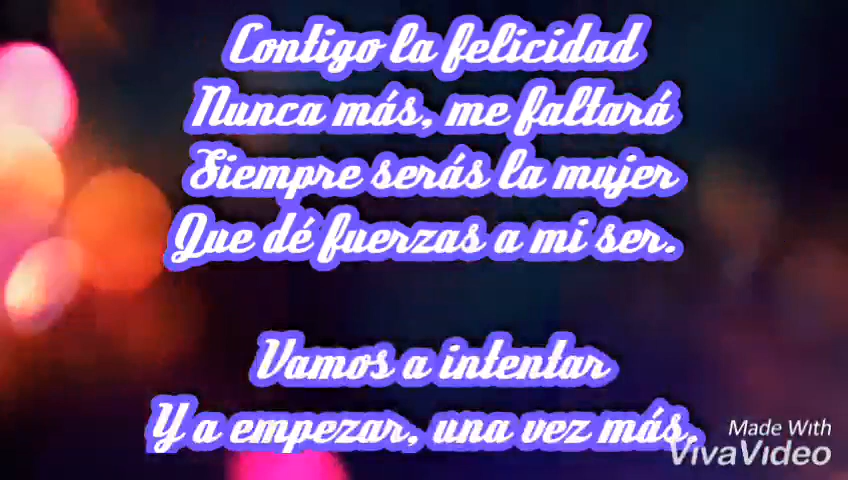 Contigo la felicidad
Nunca más, me faltará
Siempre serás la mujer
Que dé fuerzas a mi ser.
Vamos a intentar
Y a empezar, una vez más.
Made With
VivaVideo